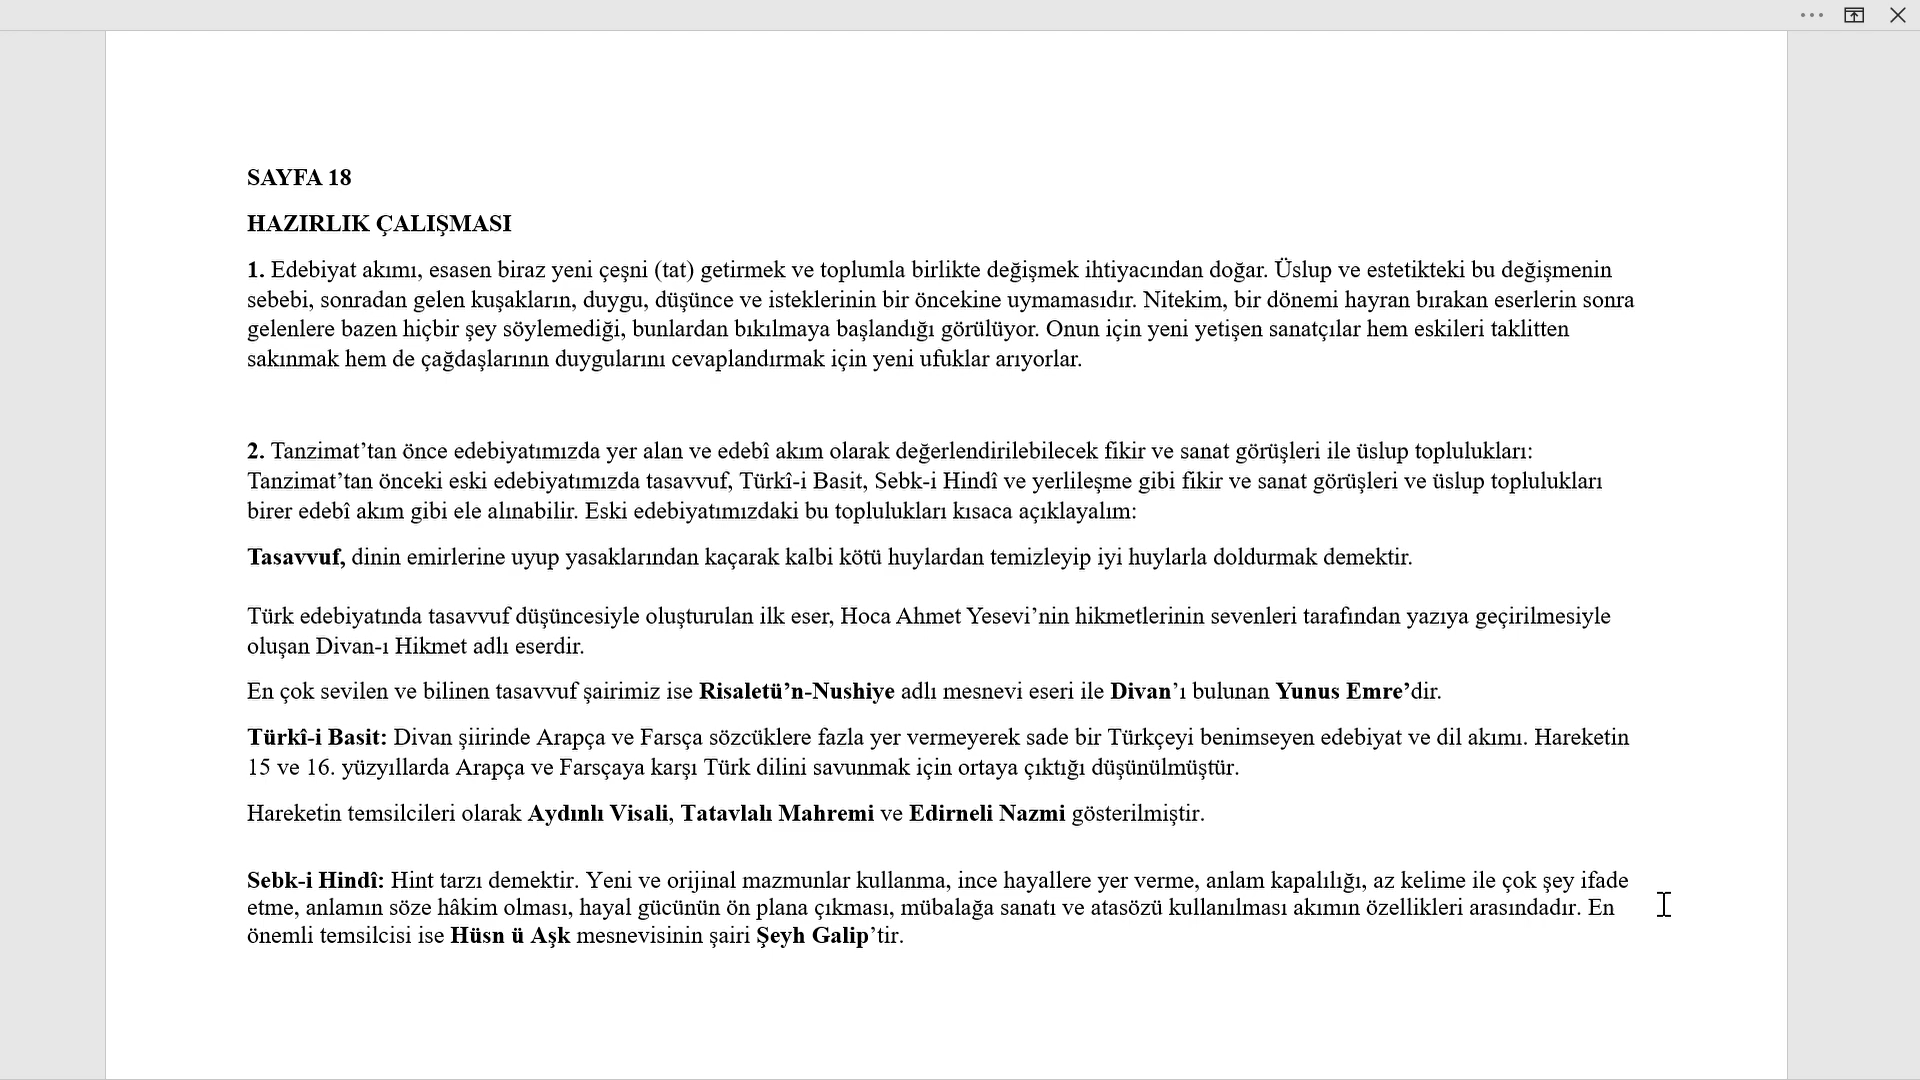 SAYFA 18
HAZIRLIK ÇALIŞMASI
1. Edebiyat akımı, esasen biraz yeni çeşni (tat) getirmek ve toplumla birlikte değişmek ihtiyacından doğar. Üslup ve estetikteki bu değişmenin
sebebi, sonradan gelen kuşakların, duygu, düşünce ve isteklerinin bir öncekine uymamasıdır. Nitekim, bir dönemi hayran bırakan eserlerin sonra
gelenlere bazen hiçbir şey söylemediği, bunlardan bıkılmaya başlandığı görülüyor. Onun için yeni yetişen sanatçılar hem eskileri taklitten
sakınmak hem de çağdaşlarının duygularını cevaplandırmak için yeni ufuklar arıyorlar.
2. Tanzimat’tan önce edebiyatımızda yer alan ve edebî akım olarak değerlendirilebilecek fikir ve sanat görüşleri ile üslup toplulukları:
Tanzimat’tan önceki eski edebiyatımızda tasavvuf, Türkî-i Basit, Sebk-i Hindî ve yerlileşme gibi fikir ve sanat görüşleri ve üslup toplulukları
birer edebî akım gibi ele alınabilir. Eski edebiyatımızdaki bu toplulukları kısaca açıklayalım:
Tasavvuf, dinin emirlerine uyup yasaklarından kaçarak kalbi kötü huylardan temizleyip iyi huylarla doldurmak demektir.
Türk edebiyatında tasavvuf düşüncesiyle oluşturulan ilk eser, Hoca Ahmet Yesevi’nin hikmetlerinin sevenleri tarafından yazıya geçirilmesiyle
oluşan Divan-ı Hikmet adlı eserdir.
En çok sevilen ve bilinen tasavvuf şairimiz ise Risaletü’n-Nushiye adlı mesnevi eseri ile Divan’ı bulunan Yunus Emre’dir.
Türkî-i Basit: Divan şiirinde Arapça ve Farsça sözcüklere fazla yer vermeyerek sade bir Türkçeyi benimseyen edebiyat ve dil akımı. Hareketin
15 ve 16. yüzyıllarda Arapça ve Farsçaya karşı Türk dilini savunmak için ortaya çıktığı düşünülmüştür.
Hareketin temsilcileri olarak Aydınlı Visali, Tatavlalı Mahremi ve Edirneli Nazmi gösterilmiştir.
Sebk-i Hindî: Hint tarzı demektir. Yeni ve orijinal mazmunlar kullanma, ince hayallere yer verme, anlam kapalılığı, az kelime ile çok şey ifade
etme, anlamın söze hâkim olması, hayal gücünün ön plana çıkması, mübalağa sanatı ve atasözü kullanılması akımın özellikleri arasındadır. En
önemli temsilcisi ise Hüsn ü Aşk mesnevisinin şairi Şeyh Galip’tir.